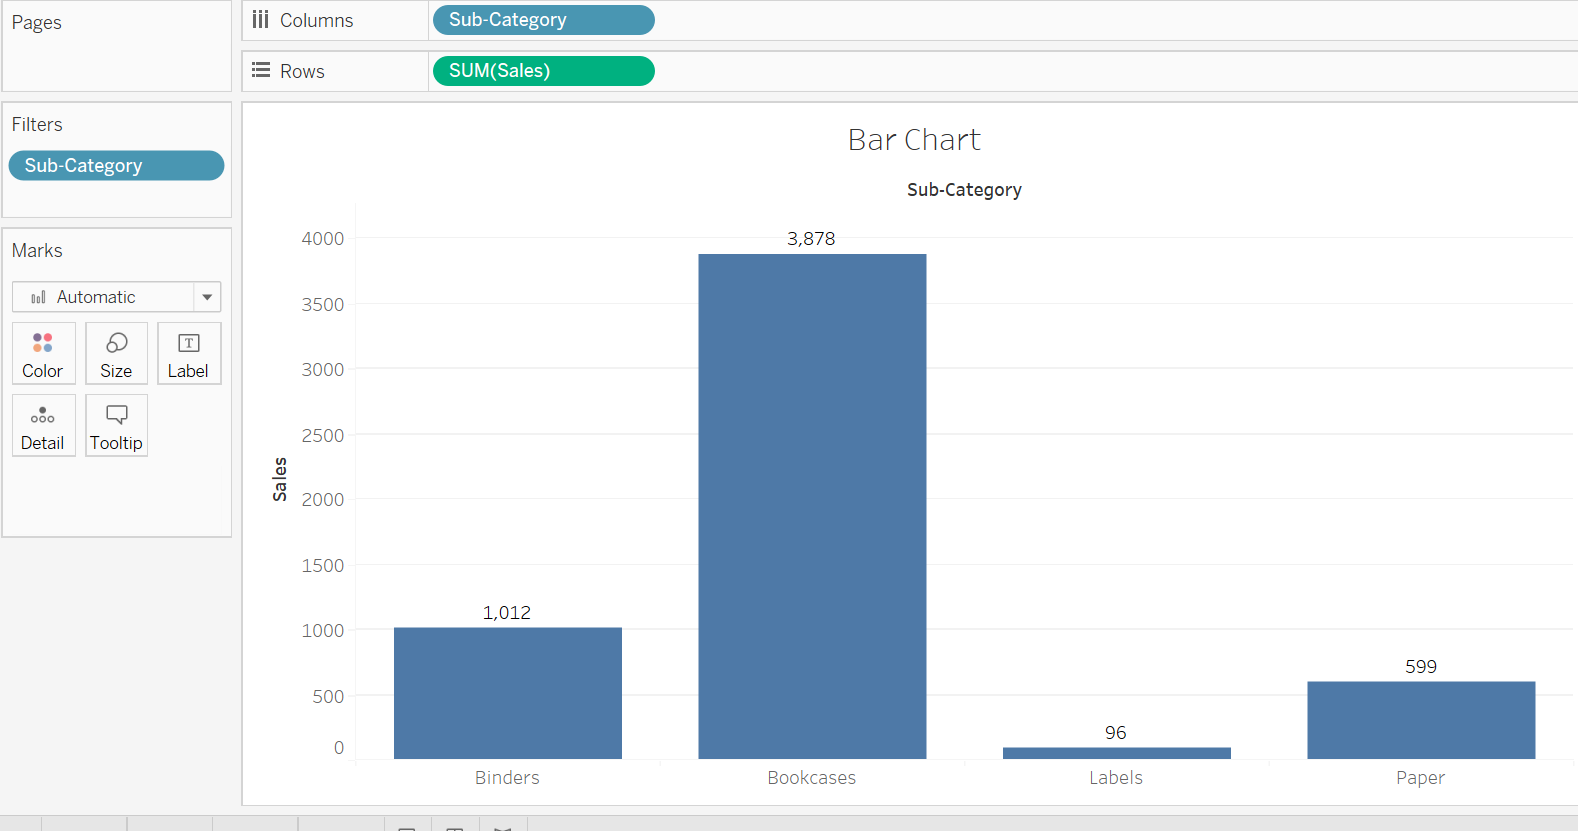 Pages
Columns
Sub-Category
Rows
SUM(Sales)
Filters
Sub-Category
Marks
Automatic
Color
Size
T
Label
Detail
Tooltip
Bar Chart
Sub-Category
Sales
4000
3500
3000
2500
2000
1500
1000
500
0
1,012
3,878
96
599
Binders
Bookcases
Labels
Paper